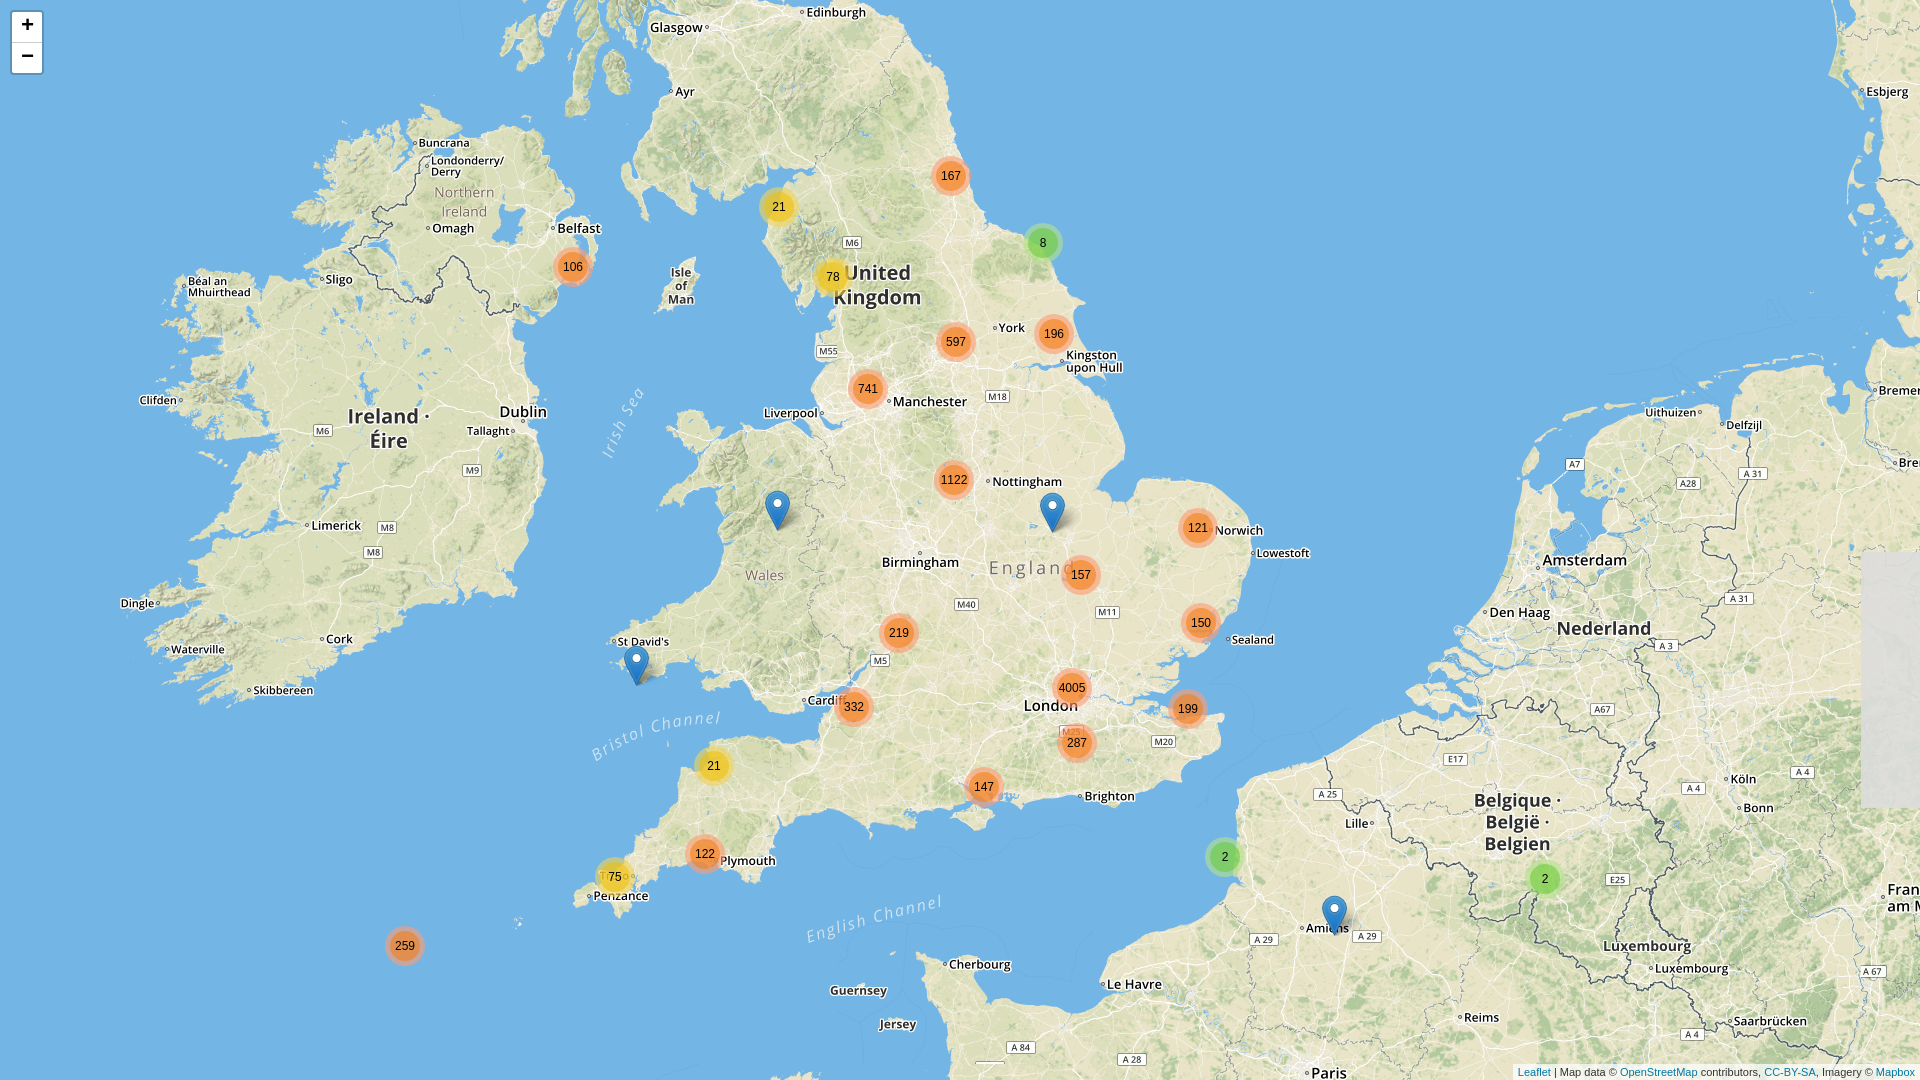 +
−
Edinburgh
Glasgow
Ayr
Esbjerg
Buncrana
Londonderry/
Derry
Northern
Ireland
Omagh
Belfast
167
21
8
M6
106
Isle
of
Man
78
United
Kingdom
Béal an
Mhuirthead
Sligo
York
196
597
M55
Kingston
upon Hull
741
Manchester
M18
Liverpool
Clifden
Ireland ·
Éire
Dublin
Tallaght
M6
M9
Irish Sea
Uithuizen
Delfzijl
A7
A 31
A28
1122
Nottingham
Limerick
M8
M8
121
Norwich
Lowestoft
Birmingham
England
157
Wales
Amsterdam
Den Haag
Nederland
A 31
A 3
M40
M11
219
150
Sealand
M5
Dingle
Cork
Waterville
Skibbereen
St David's
4005
London
199
Cardiff
332
M25
287
M20
Bristol Channel
21
147
Brighton
A67
E17
A 25
Lille
Belgique ·
België ·
Belgien
Köln
A 4
A 4
Bonn
122
Plymouth
75
Penzance
2
2
E25
259
English Channel
Amiens
A 29
A 29
Luxembourg
Luxembourg
A 67
Cherbourg
Guernsey
Le Havre
Jersey
Reims
Saarbrücken
A 84
A 28
A 4
Paris
Leaflet | Map data © OpenStreetMap contributors, CC-BY-SA, Imagery © Mapbox